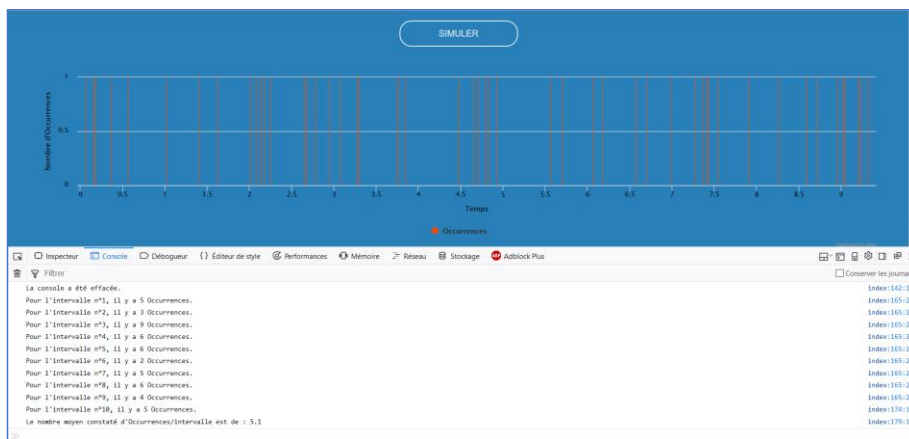 SIMULER
1
Nombre d'Occurrences
0.5
0
0 0.5 1 1.5 2 2.5 3 3.5 4 4.5 5 5.5 6 6.5 7 7.5 8 8.5 9
Temps
Occurrences
Inspecteur Console Débogueur {} Éditeur de style Performances Mémoire Réseau Stockage ABP Adblock Plus
Filtrer Conserver les journa
La console a été effacée. index:142:1
Pour l'intervalle n°1, il y a 5 Occurrences. index:165:2
Pour l'intervalle n°2, il y a 3 Occurrences. index:165:2
Pour l'intervalle n°3, il y a 9 Occurrences. index:165:2
Pour l'intervalle n°4, il y a 6 Occurrences. index:165:2
Pour l'intervalle n°5, il y a 6 Occurrences. index:165:2
Pour l'intervalle n°6, il y a 2 Occurrences. index:165:2
Pour l'intervalle n°7, il y a 5 Occurrences. index:165:2
Pour l'intervalle n°8, il y a 6 Occurrences. index:165:2
Pour l'intervalle n°9, il y a 4 Occurrences. index:165:2
Pour l'intervalle n°10, il y a 5 Occurrences. index:174:1
Le nombre moyen constaté d'Occurrences/intervalle est de : 5.1 index:179:1